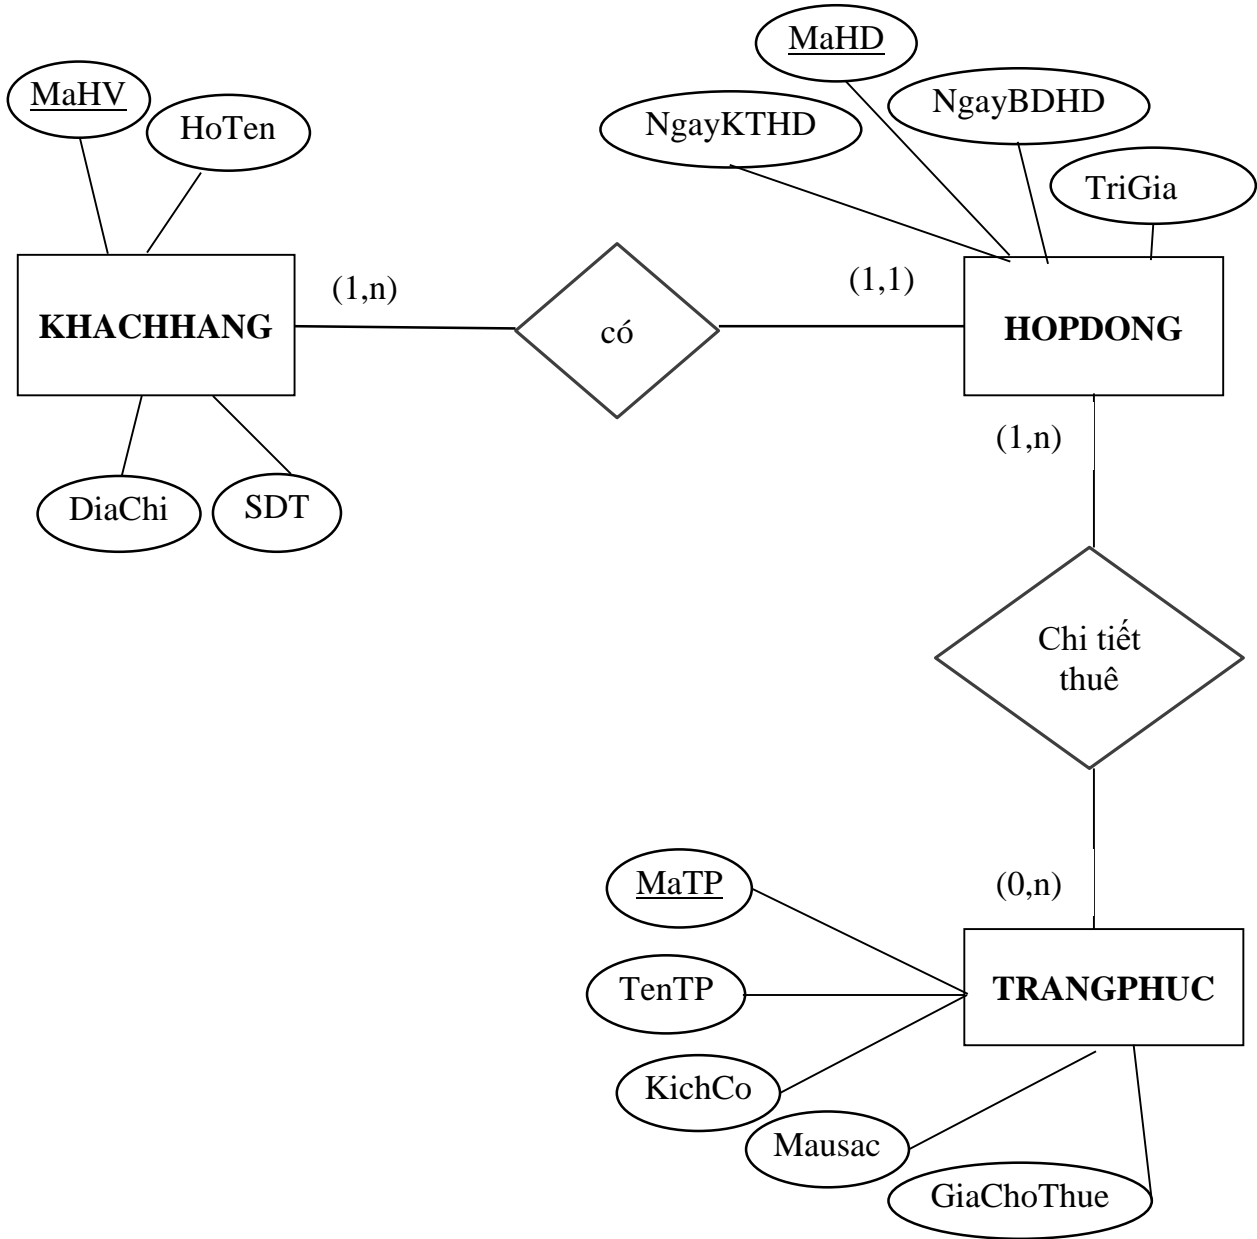 MaHD
MaHV
NgayBDHD
HoTen
NgayKTHD
TriGia
(1,n)
(1,1)
KHACHHANG
có
HOPDONG
(1,n)
DiaChi
SDT
Chi tiết
thuê
MaTP
(0,n)
TenTP
TRANGPHUC
KichCo
Mausac
GiaChoThue